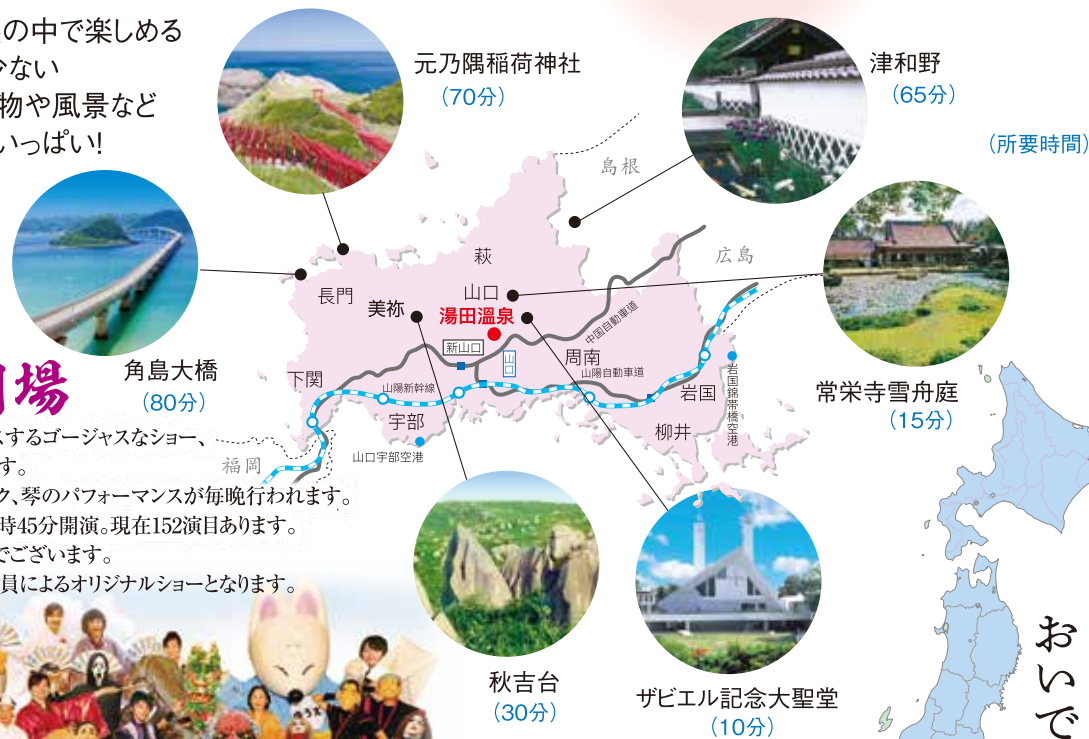 の中で楽しめる
ない
物や風景など
いっぱい!
元乃隅稲荷神社
（70分）
津和野
（65分）
（所要時間）
島根
広島
萩
長門
山口
美祢
湯田温泉
中国自動車道
新山口
山口
周南
山陽自動車道
下関
山陽新幹線
岩国
岩国錦帯橋空港
宇部
柳井
山口宇部空港
福岡
角島大橋
（80分）
常栄寺雪舟庭
（15分）
場
するゴージャスなショー、
す。
ク、琴のパフォーマンスが毎晩行われます。
時45分開演。現在152演目あります。
でございます。
員によるオリジナルショーとなります。
秋吉台
（30分）
ザビエル記念大聖堂
（10分）
おいで